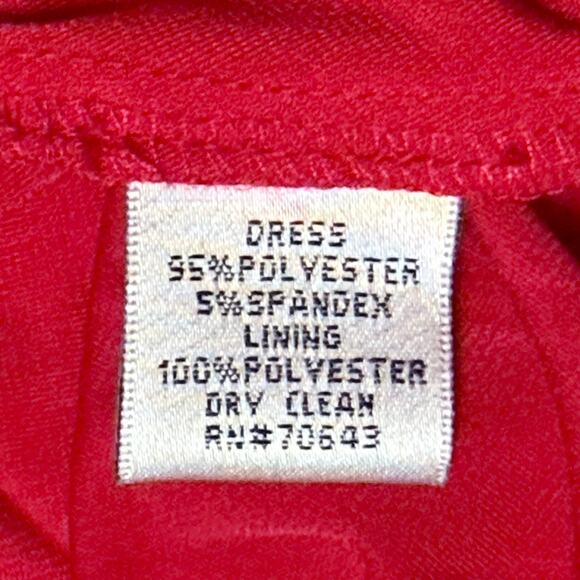 DRESS
95%POLYESTER
5%SPANDEX
LINING
100%POLYESTER
DRY CLEAN
RN#70643